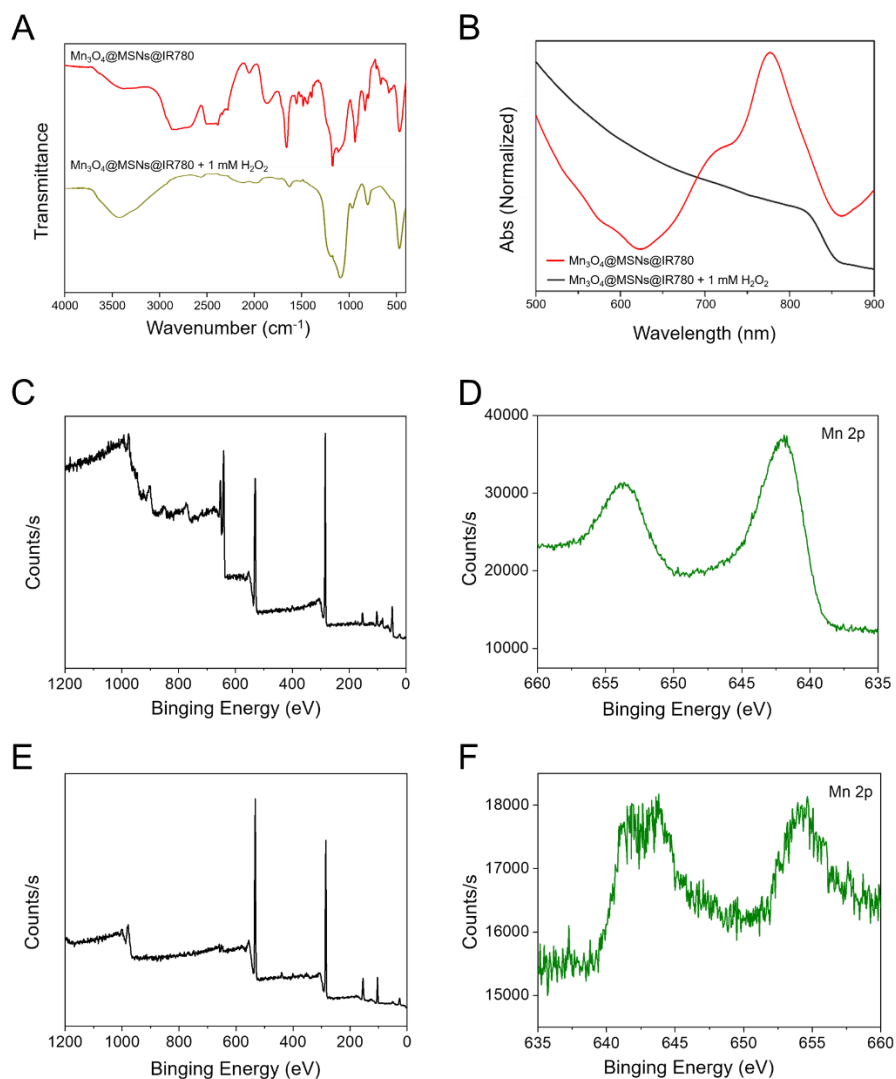 A
Mn₃O₄@MSNs@IR780
Mn₃O₄@MSNs@IR780 + 1 mM H₂O₂
Transmittance
4000 3500 3000 2500 2000 1500 1000 500
Wavenumber (cm⁻¹)
B
Abs (Normalized)
Mn₃O₄@MSNs@IR780
Mn₃O₄@MSNs@IR780 + 1 mM H₂O₂
500 600 700 800 900
Wavelength (nm)
C
Counts/s
1200 1000 800 600 400 200 0
Binging Energy (eV)
D
Mn 2p
40000
30000
20000
10000
Counts/s
660 655 650 645 640 635
Binging Energy (eV)
E
Counts/s
1200 1000 800 600 400 200 0
Binging Energy (eV)
F
Mn 2p
18000
17000
16000
15000
Counts/s
635 640 645 650 655 660
Binging Energy (eV)